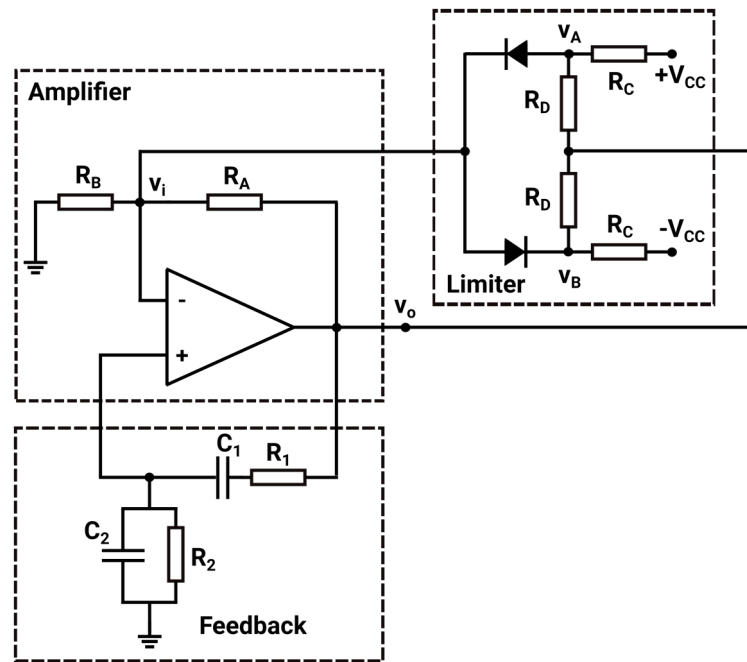 Amplifier
R_B
v_i
R_A
-
+
v_o
v_A
R_C
+V_CC
R_D
R_D
R_C
-V_CC
Limiter
v_B
C_1
R_1
C_2
R_2
Feedback